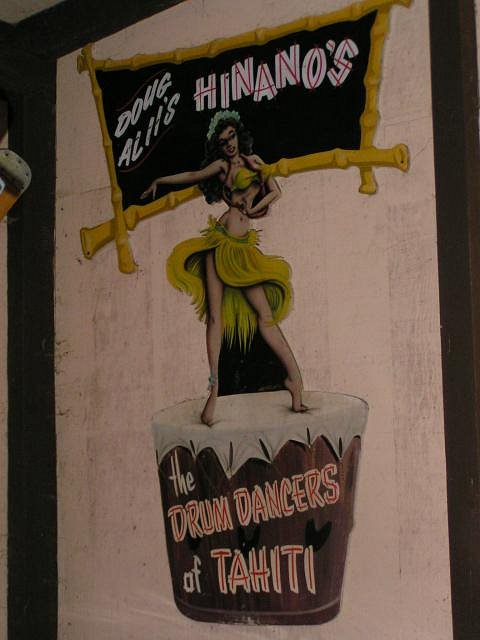 DOUG HINANO'S
ALII'S
the
DRUM DANCERS
of TAHITI